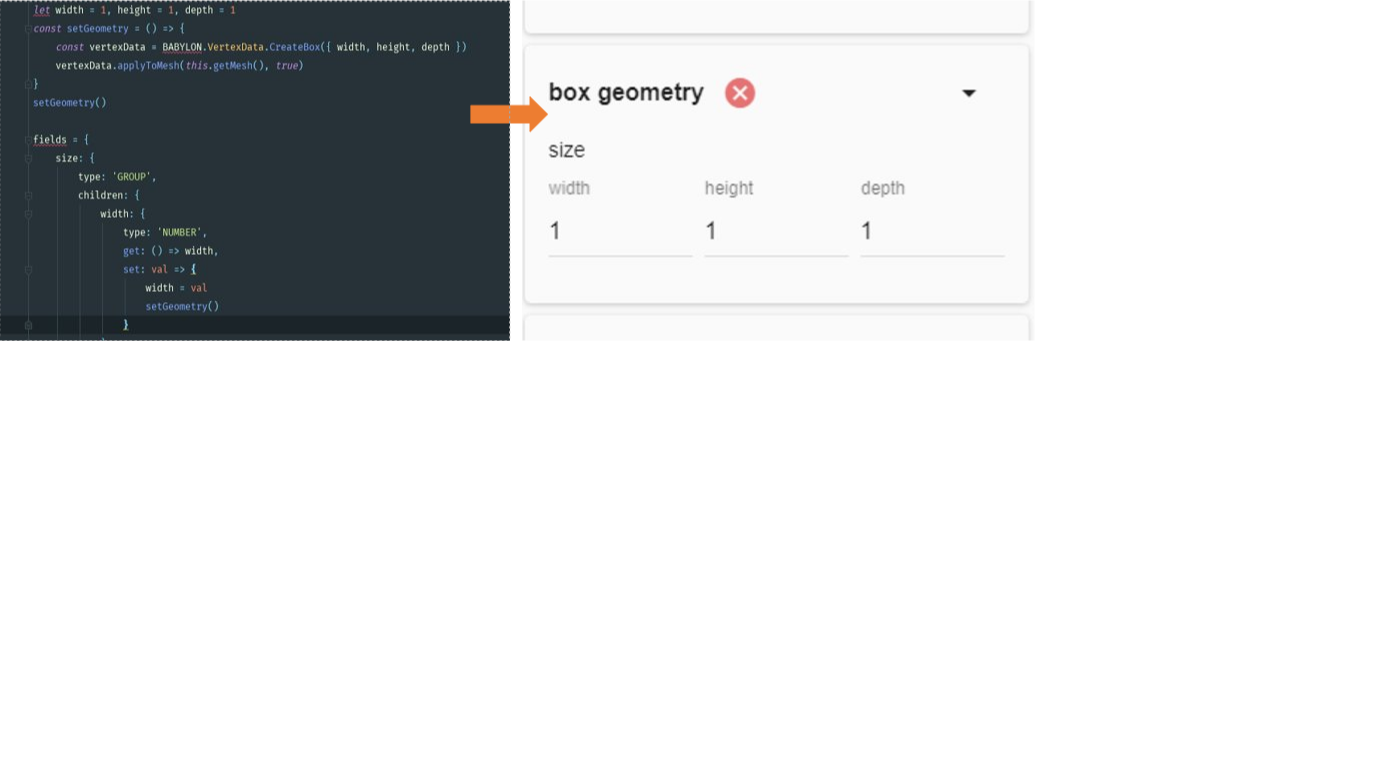 let width = 1, height = 1, depth = 1
const setGeometry = () => {
const vertexData = BABYLON.VertexData.CreateBox({ width, height, depth })
vertexData.applyToMesh(this.getMesh(), true)
}
setGeometry()
fields = {
size: {
type: 'GROUP',
children: {
width: {
type: 'NUMBER',
get: () => width,
set: val => {
width = val
setGeometry()
}
box geometry
size
width height depth
1 1 1